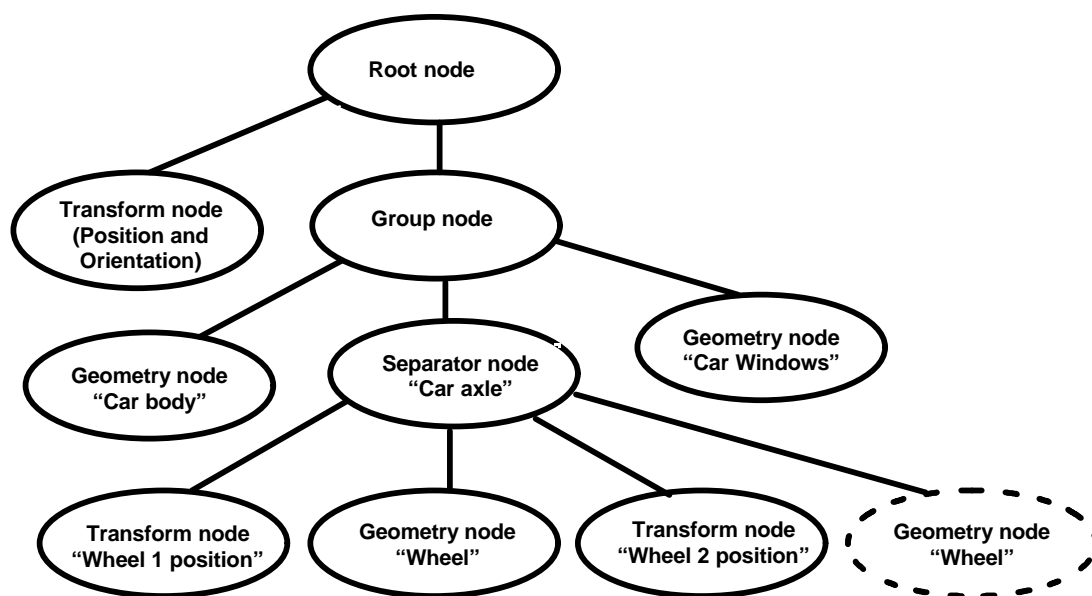 Root node
Transform node
(Position and
Orientation)
Group node
Geometry node
“Car body”
Separator node
“Car axle”
Geometry node
“Car Windows”
Transform node
“Wheel 1 position”
Geometry node
“Wheel”
Transform node
“Wheel 2 position”
Geometry node
“Wheel”